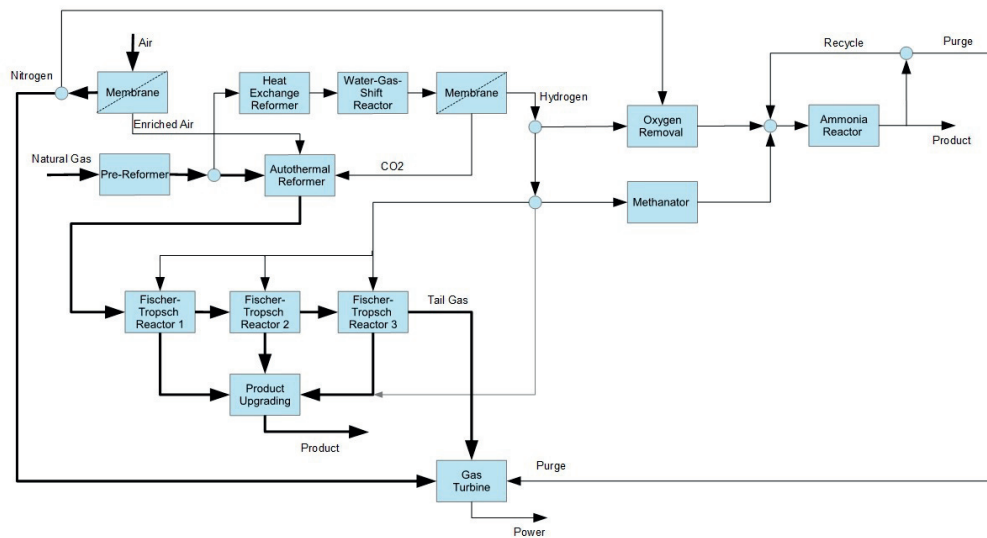 Air
Recycle
Purge
Nitrogen
Membrane
Heat
Exchange
Reformer
Water-Gas-
Shift
Reactor
Membrane
Hydrogen
Oxygen
Removal
Ammonia
Reactor
Product
Enriched Air
Natural Gas
Pre-Reformer
Autothermal
Reformer
CO2
Methanator
Fischer-
Tropsch
Reactor 1
Fischer-
Tropsch
Reactor 2
Fischer-
Tropsch
Reactor 3
Tail Gas
Product
Upgrading
Product
Gas
Turbine
Purge
Power